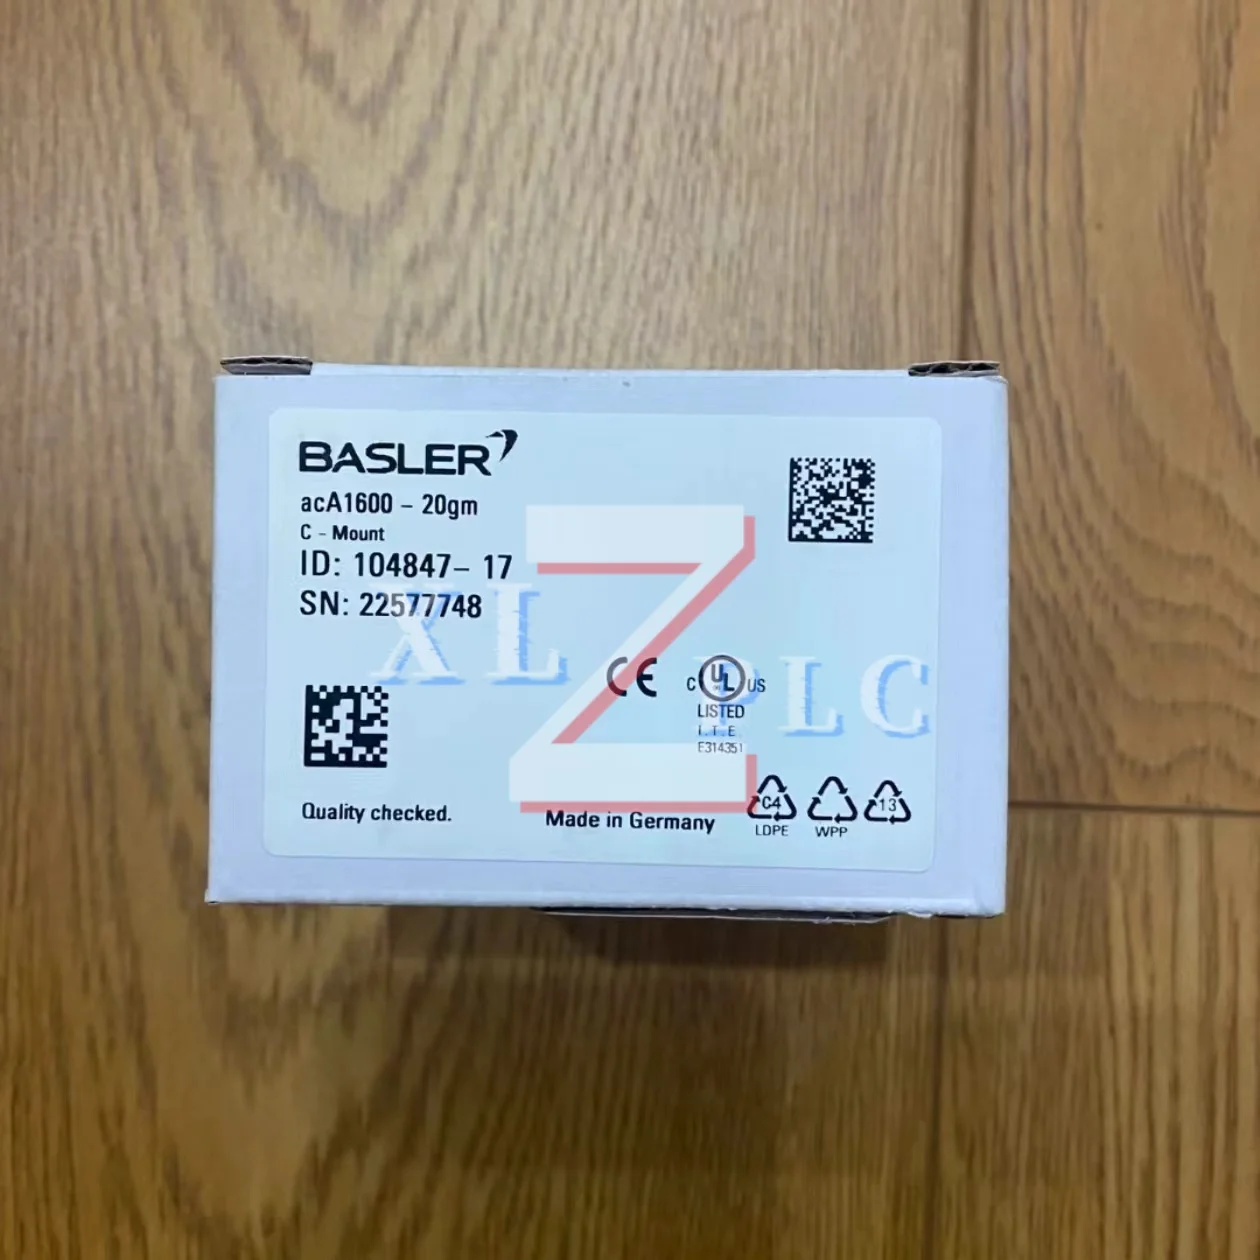 BASLER
acA1600 - 20gm
C - Mount
ID: 104847- 17
SN: 22577748
XL Z PLC
CE
C UL US
LISTED
I.T.E.
E314351
Quality checked.
Made in Germany
C4
LDPE
WPP
13